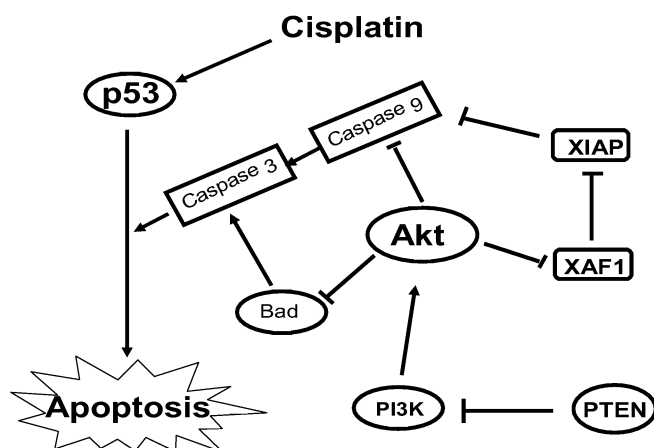 Cisplatin
p53
Caspase 9
XIAP
Caspase 3
Akt
XAF1
Bad
Apoptosis
PI3K
PTEN